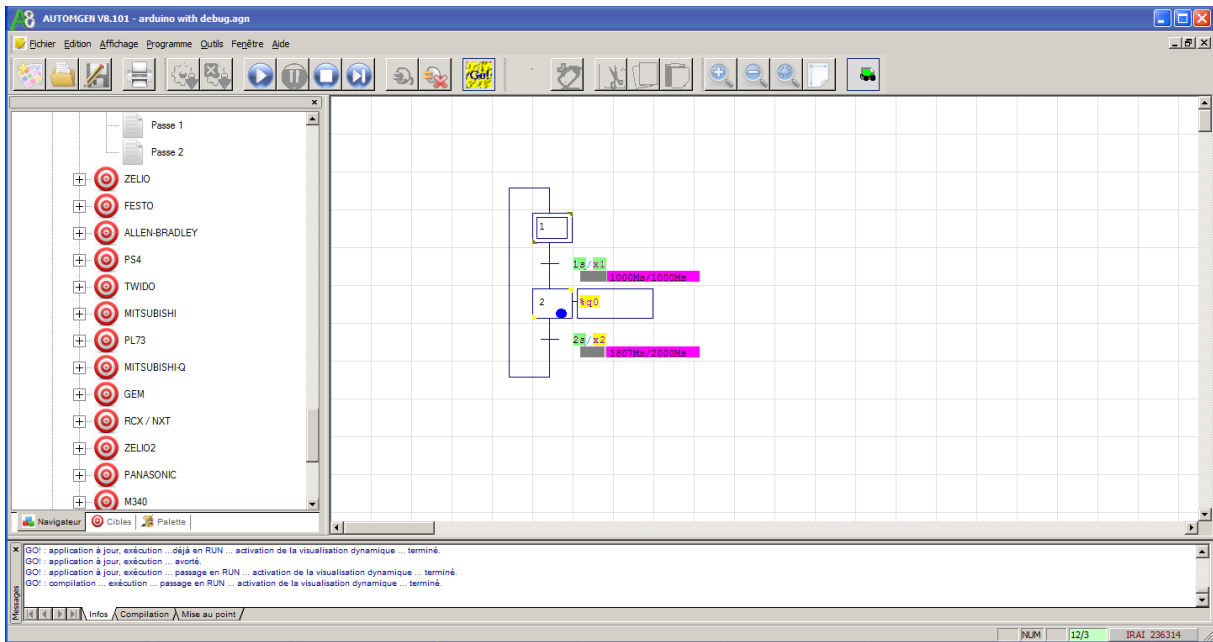 AUTOMGEN V8.101 - arduino with debug.agn
Fichier Edition Affichage Programme Outils Fenêtre Aide
Go!
Passe 1
Passe 2
ZELIO
FESTO
ALLEN-BRADLEY
PS4
TWIDO
MITSUBISHI
PL73
MITSUBISHI-Q
GEM
RCX / NXT
ZELIO2
PANASONIC
M340
Navigateur Cibles Palette
1
1s/x1
1000Ms/1000Ms
2 %q0
2s/x2
1807Ms/2000Ms
Messages
GO! : application à jour, exécution ...déjà en RUN ... activation de la visualisation dynamique ... terminé.
GO! : application à jour, exécution ... avorté.
GO! : application à jour, exécution ... passage en RUN ... activation de la visualisation dynamique ... terminé.
GO! : compilation ... exécution ... passage en RUN ... activation de la visualisation dynamique ... terminé.
Infos Compilation Mise au point
NUM 12/3 IRAI 236314